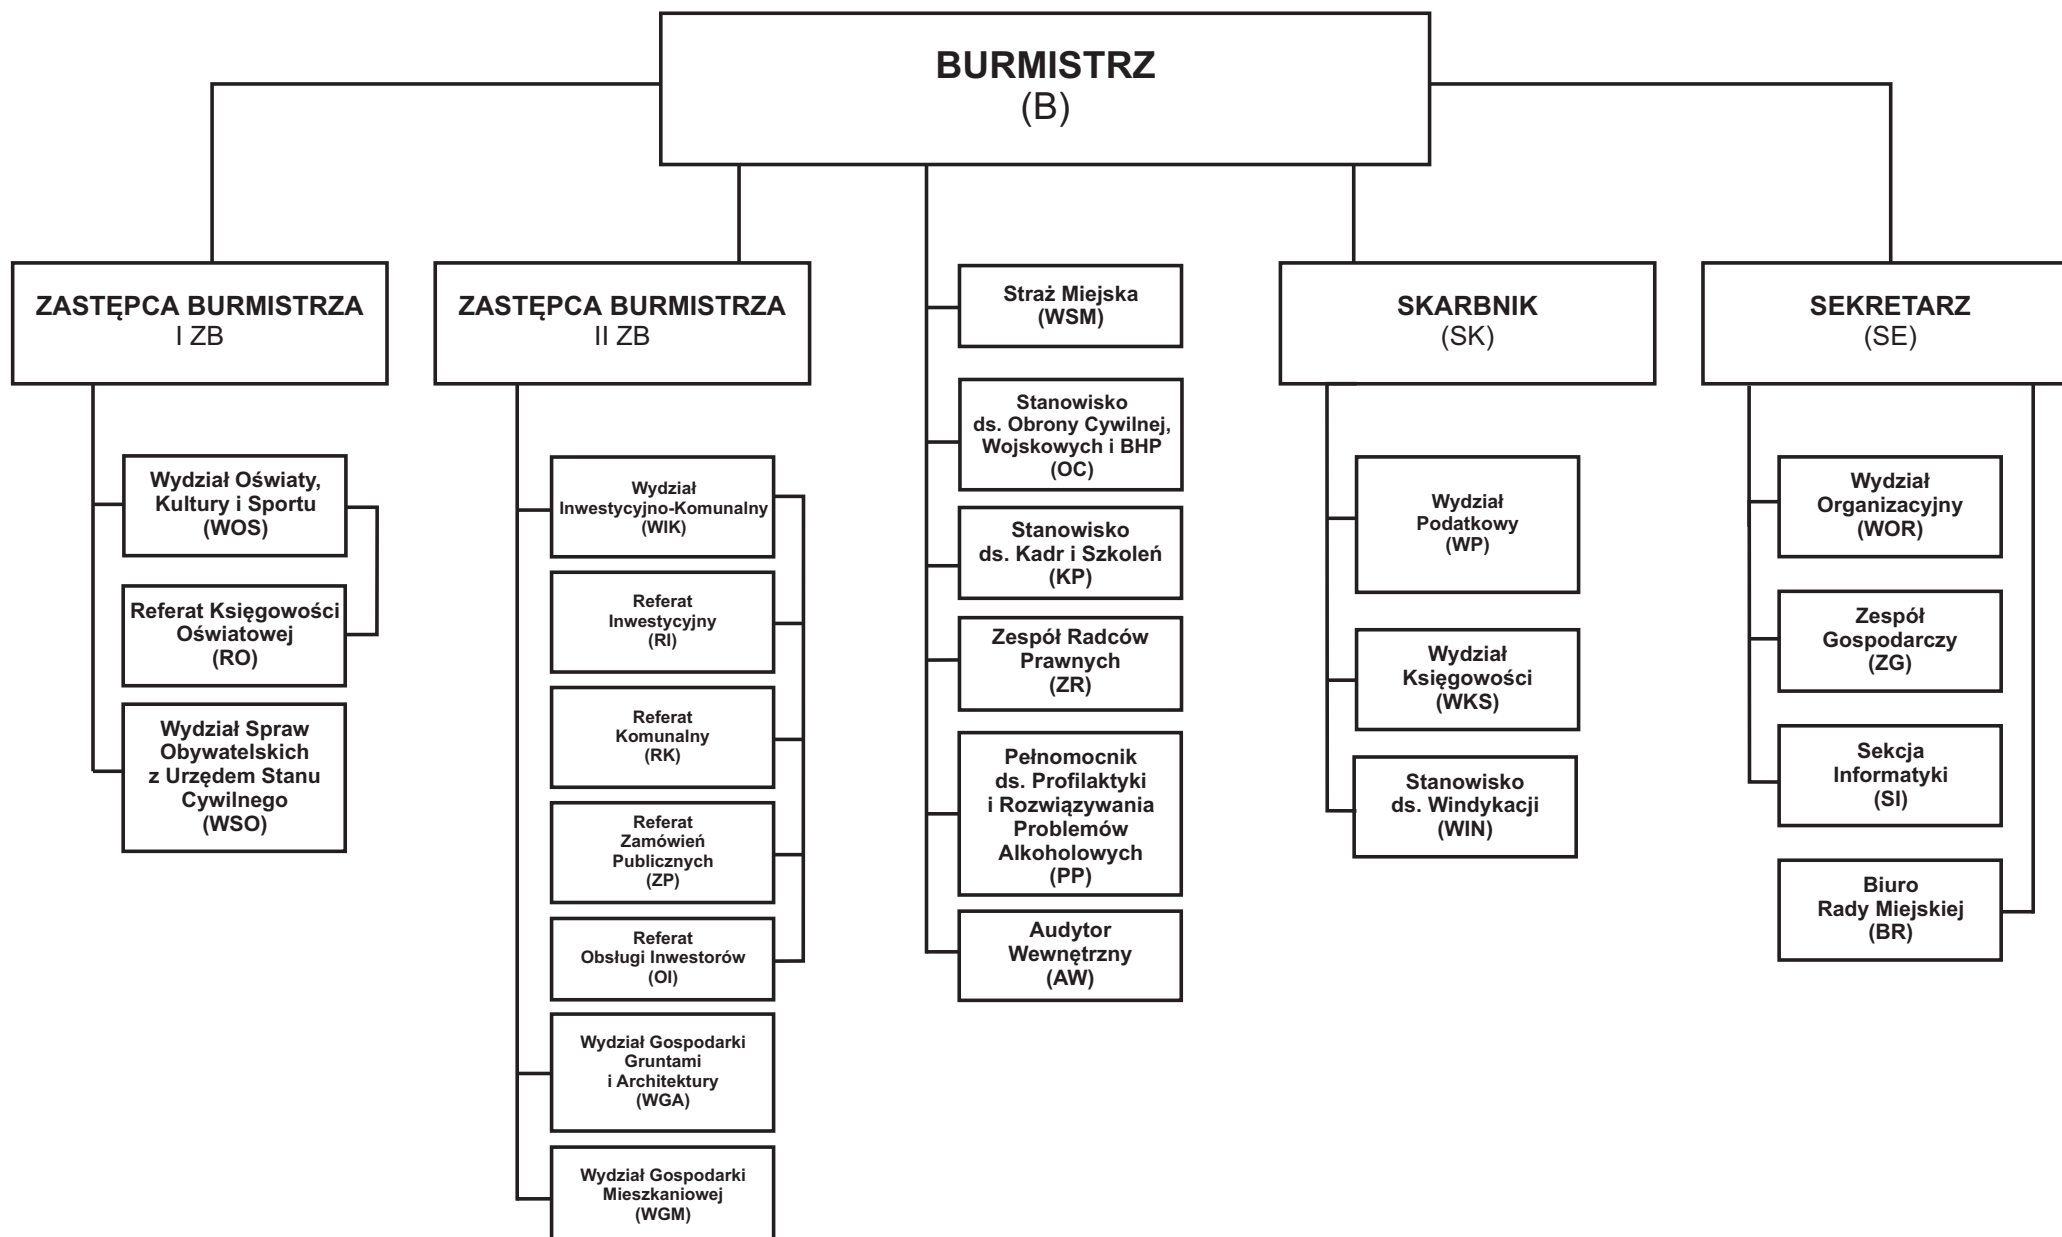 BURMISTRZ
(B)
ZASTĘPCA BURMISTRZA
I ZB
Wydział Oświaty,
Kultury i Sportu
(WOS)
Referat Księgowości
Oświatowej
(RO)
Wydział Spraw
Obywatelskich
z Urzędem Stanu
Cywilnego
(WSO)
ZASTĘPCA BURMISTRZA
II ZB
Wydział
Inwestycyjno-Komunalny
(WIK)
Referat
Inwestycyjny
(RI)
Referat
Komunalny
(RK)
Referat
Zamówień
Publicznych
(ZP)
Referat
Obsługi Inwestorów
(OI)
Wydział Gospodarki
Gruntami
i Architektury
(WGA)
Wydział Gospodarki
Mieszkaniowej
(WGM)
Straż Miejska
(WSM)
Stanowisko
ds. Obrony Cywilnej,
Wojskowych i BHP
(OC)
Stanowisko
ds. Kadr i Szkoleń
(KP)
Zespół Radców
Prawnych
(ZR)
Pełnomocnik
ds. Profilaktyki
i Rozwiązywania
Problemów
Alkoholowych
(PP)
Audytor
Wewnętrzny
(AW)
SKARBNIK
(SK)
Wydział
Podatkowy
(WP)
Wydział
Księgowości
(WKS)
Stanowisko
ds. Windykacji
(WIN)
SEKRETARZ
(SE)
Wydział
Organizacyjny
(WOR)
Zespół
Gospodarczy
(ZG)
Sekcja
Informatyki
(SI)
Biuro
Rady Miejskiej
(BR)